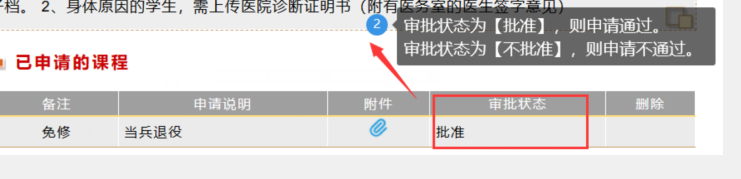 档。 2、身体原因的学生，需上传医院诊断证明书（附有医务室的医生签字意见）
2
审批状态为【批准】，则申请通过。
审批状态为【不批准】，则申请不通过。
已申请的课程
备注 申请说明 附件 审批状态 删除
免修 当兵退役 批准